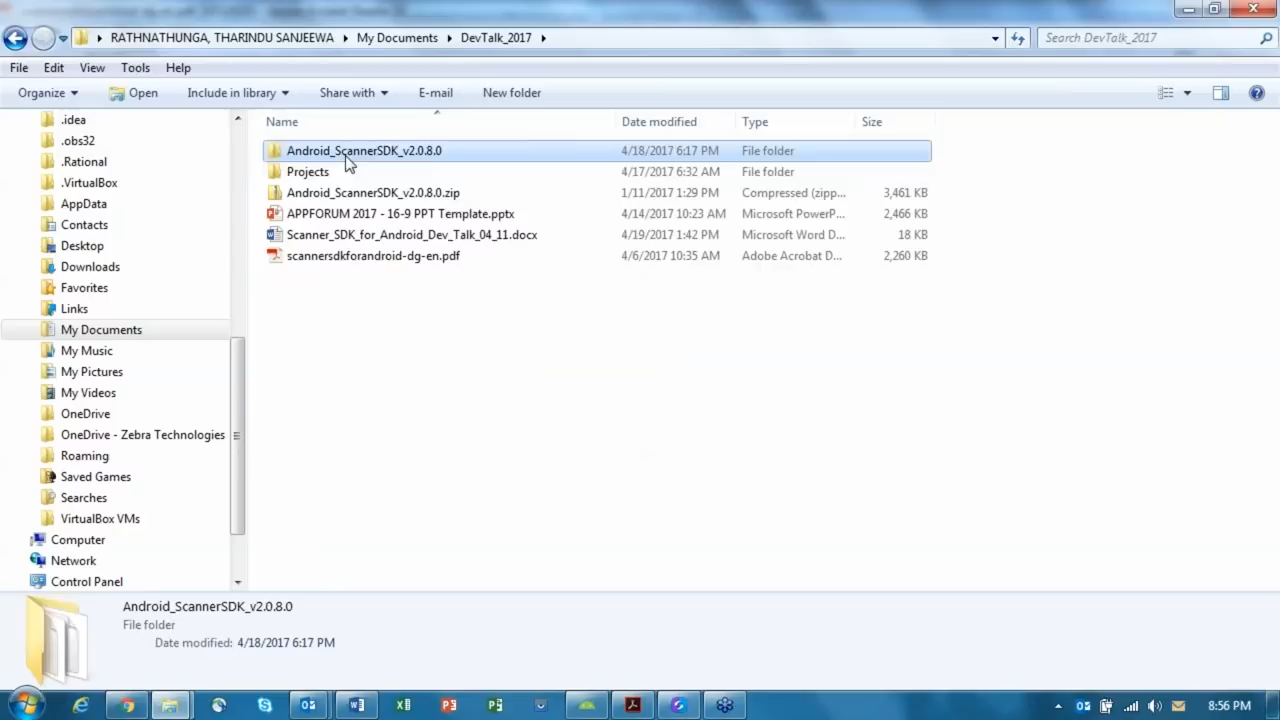 RATHNATHUNGA, THARINDU SANJEEWA My Documents DevTalk_2017 Search DevTalk_2017
File Edit View Tools Help
Organize Open Include in library Share with E-mail New folder
.idea
.obs32
.Rational
.VirtualBox
AppData
Contacts
Desktop
Downloads
Favorites
Links
My Documents
My Music
My Pictures
My Videos
OneDrive
OneDrive - Zebra Technologies
Roaming
Saved Games
Searches
VirtualBox VMs
Computer
Network
Control Panel
Name Date modified Type Size
Android_ScannerSDK_v2.0.8.0 4/18/2017 6:17 PM File folder
Projects 4/17/2017 6:32 AM File folder
Android_ScannerSDK_v2.0.8.0.zip 1/11/2017 1:29 PM Compressed (zipp... 3,461 KB
APPFORUM 2017 - 16-9 PPT Template.pptx 4/14/2017 10:23 AM Microsoft PowerP... 2,466 KB
Scanner_SDK_for_Android_Dev_Talk_04_11.docx 4/19/2017 1:42 PM Microsoft Word D... 18 KB
scannersdkforandroid-dg-en.pdf 4/6/2017 10:35 AM Adobe Acrobat D... 2,260 KB
Android_ScannerSDK_v2.0.8.0
File folder
Date modified: 4/18/2017 6:17 PM
8:56 PM